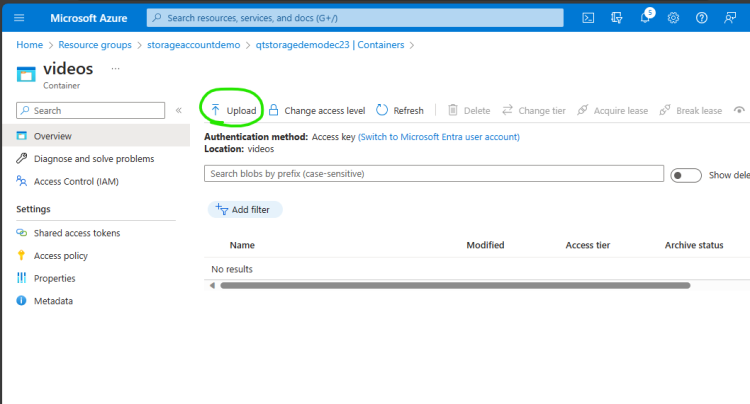 Microsoft Azure
Search resources, services, and docs (G+/)
5
Home > Resource groups > storageaccountdemo > qtstoragedemodec23 | Containers >
videos ...
Container
Search
«
Upload
Change access level
Refresh
Delete
Change tier
Acquire lease
Break lease
Overview
Diagnose and solve problems
Access Control (IAM)
Settings
Shared access tokens
Access policy
Properties
Metadata
Authentication method: Access key (Switch to Microsoft Entra user account)
Location: videos
Search blobs by prefix (case-sensitive)
Show dele
Add filter
Name Modified Access tier Archive status
No results